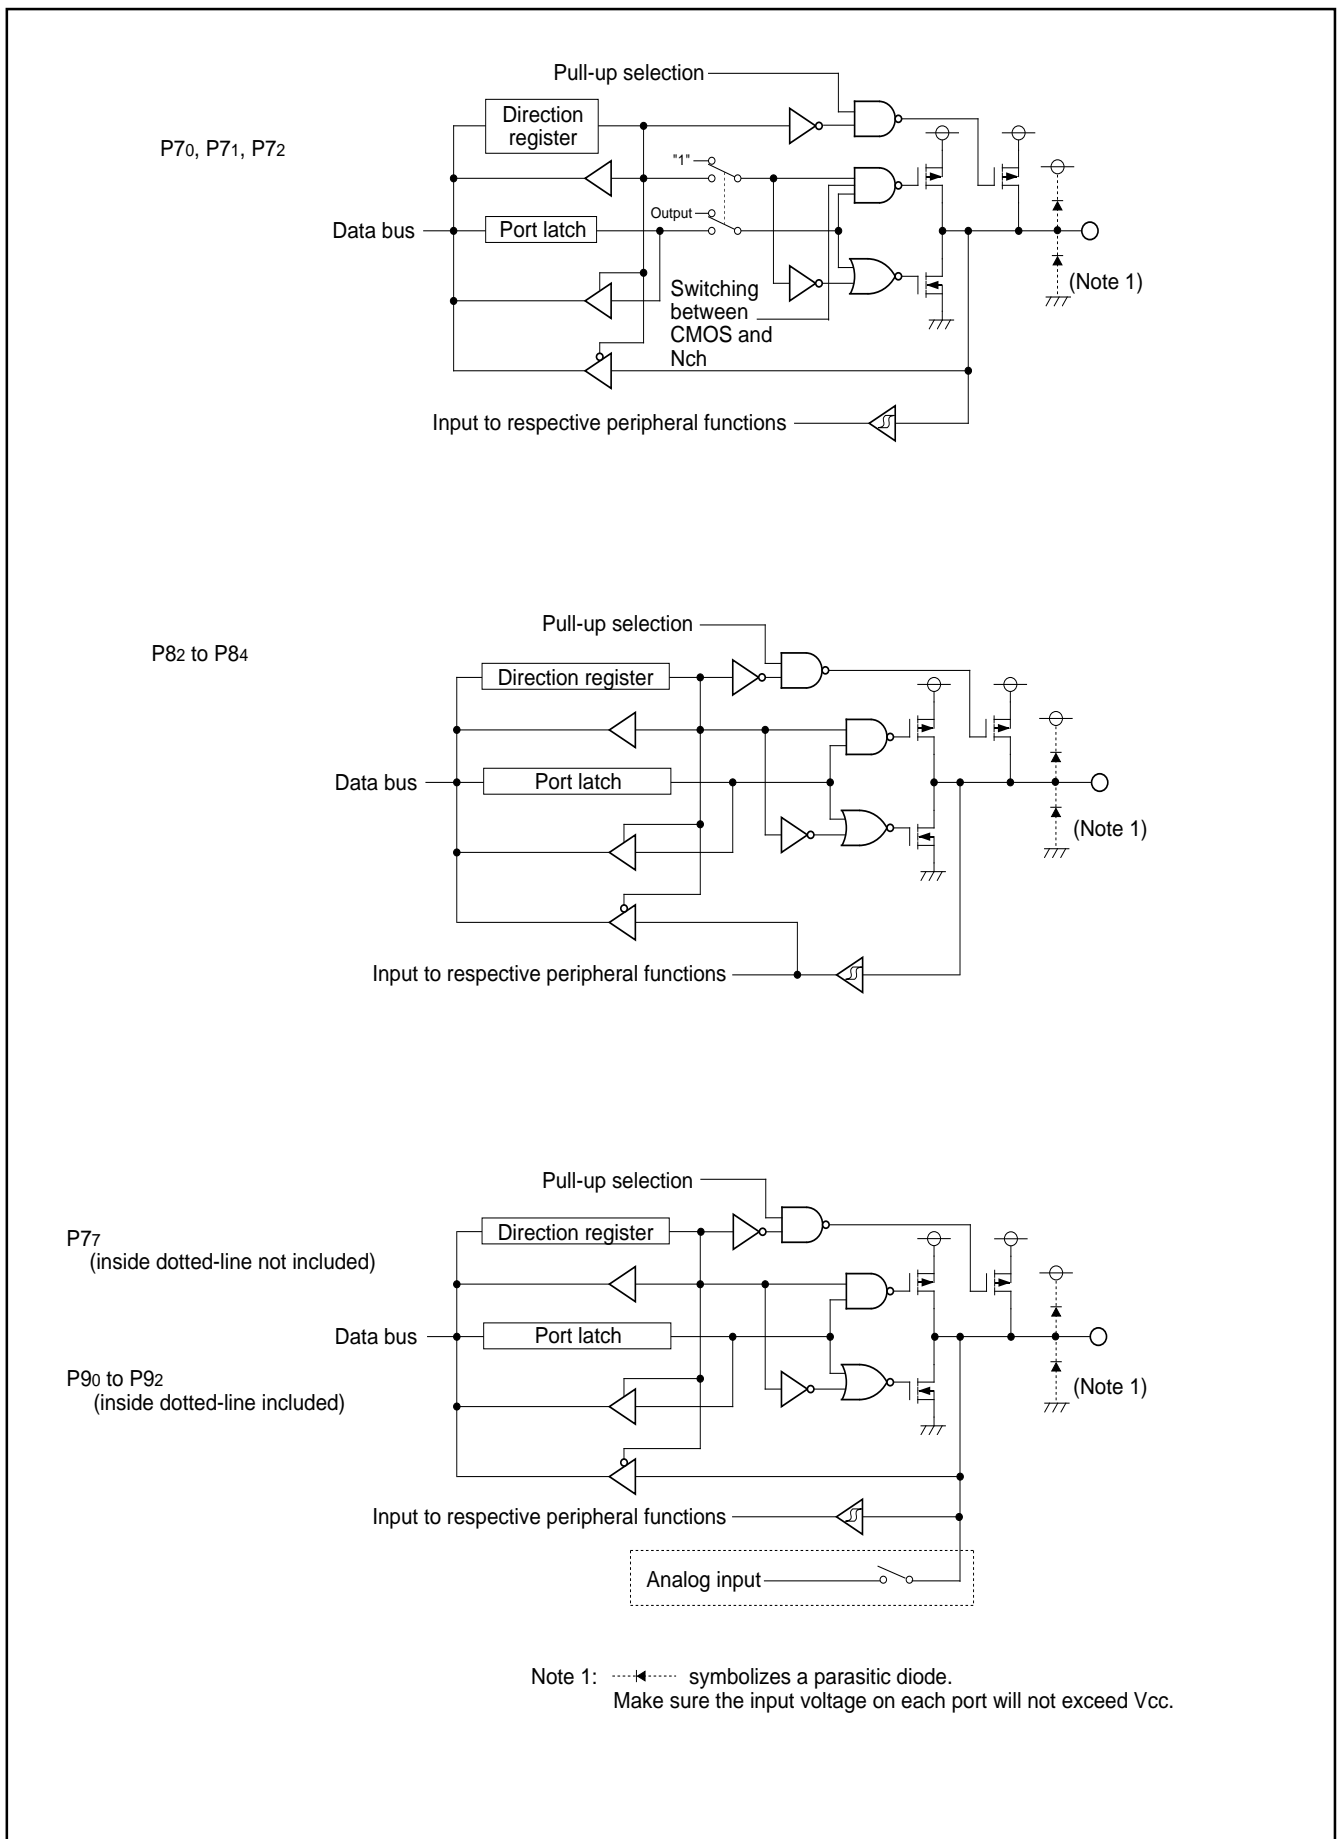 Pull-up selection
Direction
register
P70, P71, P72
"1"
Output
Data bus
Port latch
(Note 1)
Switching
between
CMOS and
Nch
Input to respective peripheral functions
Pull-up selection
P82 to P84
Direction register
Data bus
Port latch
(Note 1)
Input to respective peripheral functions
Pull-up selection
P77
(inside dotted-line not included)
Direction register
Data bus
Port latch
P90 to P92
(inside dotted-line included)
(Note 1)
Input to respective peripheral functions
Analog input
Note 1: symbolizes a parasitic diode.
Make sure the input voltage on each port will not exceed Vcc.